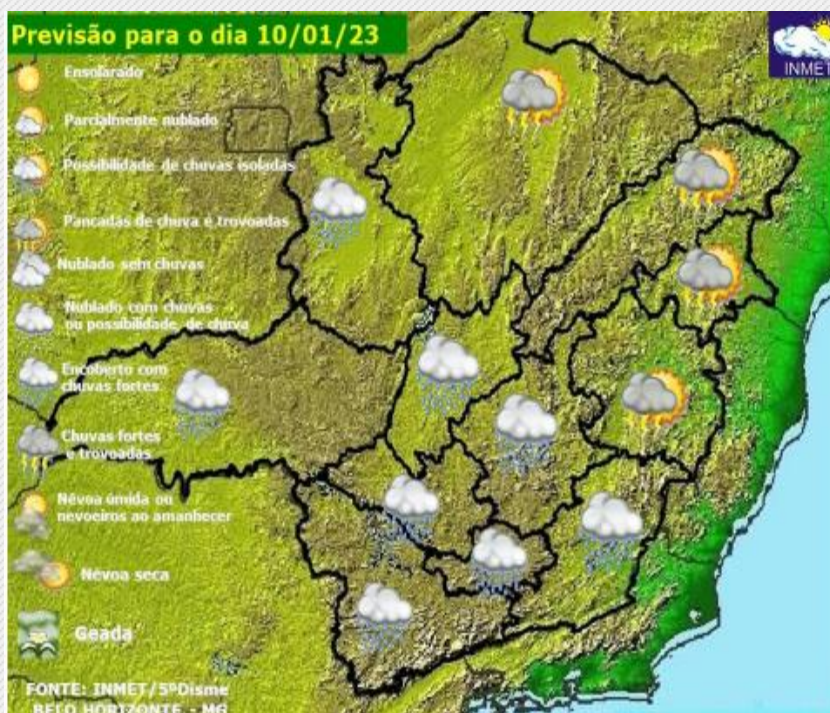 Previsão para o dia 10/01/23
INMET
Ensolarado
Parcialmente nublado
Possibilidade de chuvas isoladas
Pancadas de chuva e trovoadas
Nublado sem chuvas
Nublado com chuvas
ou possibilidade de chuva
Encoberto com
chuvas fortes
Chuvas fortes
e trovoadas
Névoa úmida ou
nevoeiros ao amanhecer
Névoa seca
Geada
FONTE: INMET/5ºDisme
BELO HORIZONTE - MG